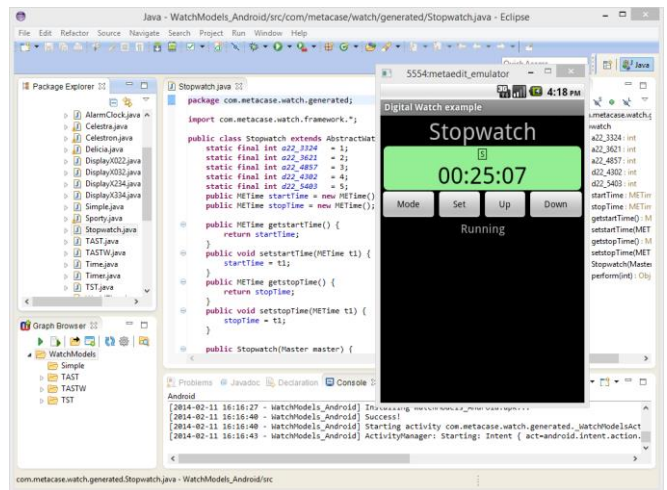 Java - WatchModels_Android/src/com/metacase/watch/generated/Stopwatch.java - Eclipse
File Edit Refactor Source Navigate Search Project Run Window Help
Java
Package Explorer
AlarmClock.java
Celestra.java
Celestron.java
Delicia.java
DisplayX022.java
DisplayX032.java
DisplayX234.java
DisplayX334.java
Simple.java
Sporty.java
Stopwatch.java
TAST.java
TASTW.java
Time.java
Timer.java
TST.java
Graph Browser
WatchModels
Simple
TAST
TASTW
TST
Stopwatch.java
package com.metacase.watch.generated;
import com.metacase.watch.framework.*;
public class Stopwatch extends AbstractWat
static final int a22_3324 = 1;
static final int a22_3621 = 2;
static final int a22_4857 = 3;
static final int d22_4302 = 4;
static final int d22_5403 = 5;
public METime startTime = new METime()
public METime stopTime = new METime();
public METime getstartTime() {
return startTime;
}
public void setstartTime(METime t1) {
startTime = t1;
}
public METime getstopTime() {
return stopTime;
}
public void setstopTime(METime t1) {
stopTime = t1;
}
public Stopwatch(Master master) {
5554:metaedit_emulator
4:18 PM
Digital Watch example
Stopwatch
S
00:25:07
Mode Set Up Down
Running
.metacase.watch.g
watch
a22_3324 : int
a22_3621 : int
a22_4857 : int
d22_4302 : int
d22_5403 : int
startTime : METim
stopTime : METim
getstartTime() : M
setstartTime(MET
getstopTime() : M
setstopTime(MET
Stopwatch(Master
perform(int) : Obj
Problems @ Javadoc Declaration Console
Android
[2014-02-11 16:16:27 - WatchModels_Android] Installing WatchModels_Android.apk...
[2014-02-11 16:16:40 - WatchModels_Android] Success!
[2014-02-11 16:16:40 - WatchModels_Android] Starting activity com.metacase.watch.generated._WatchModelsAct
[2014-02-11 16:16:43 - WatchModels_Android] ActivityManager: Starting: Intent { act=android.intent.action.
com.metacase.watch.generated.Stopwatch.java - WatchModels_Android/src